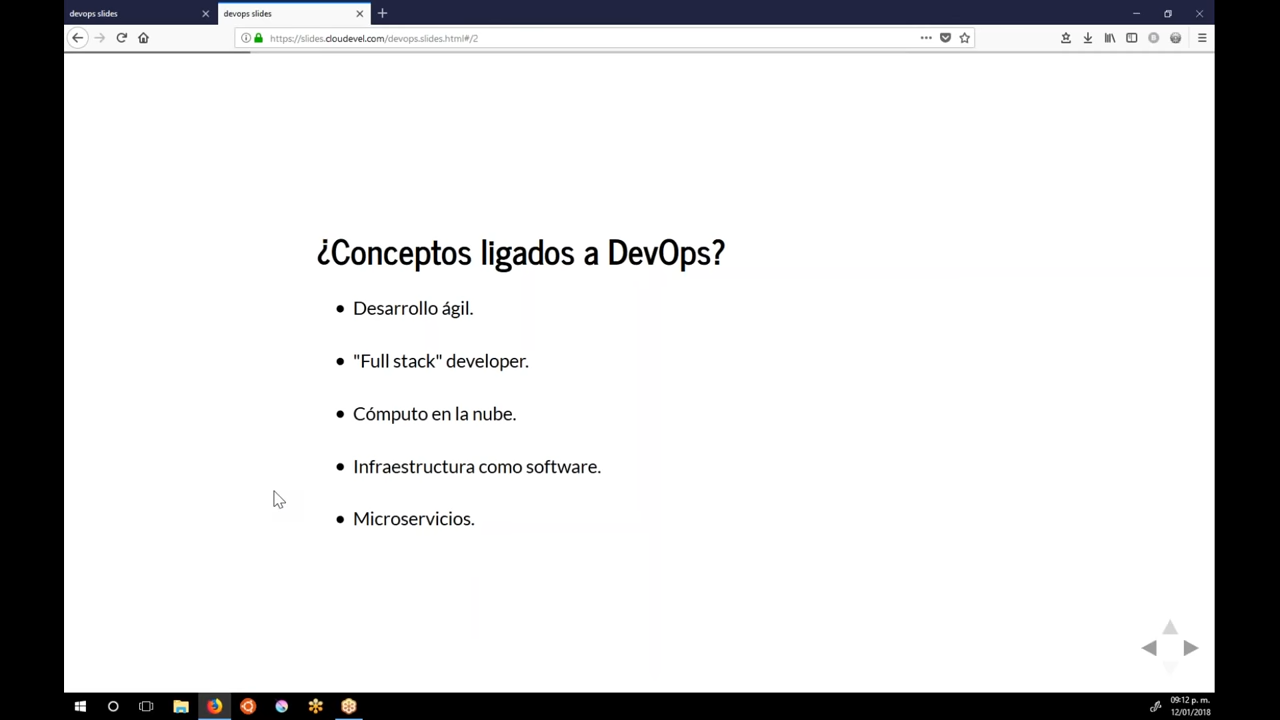 devops slides
devops slides
https://slides.cloudevel.com/devops.slides.html#/2
¿Conceptos ligados a DevOps?
Desarrollo ágil.
"Full stack" developer.
Cómputo en la nube.
Infraestructura como software.
Microservicios.
09:12 p. m.
12/01/2018